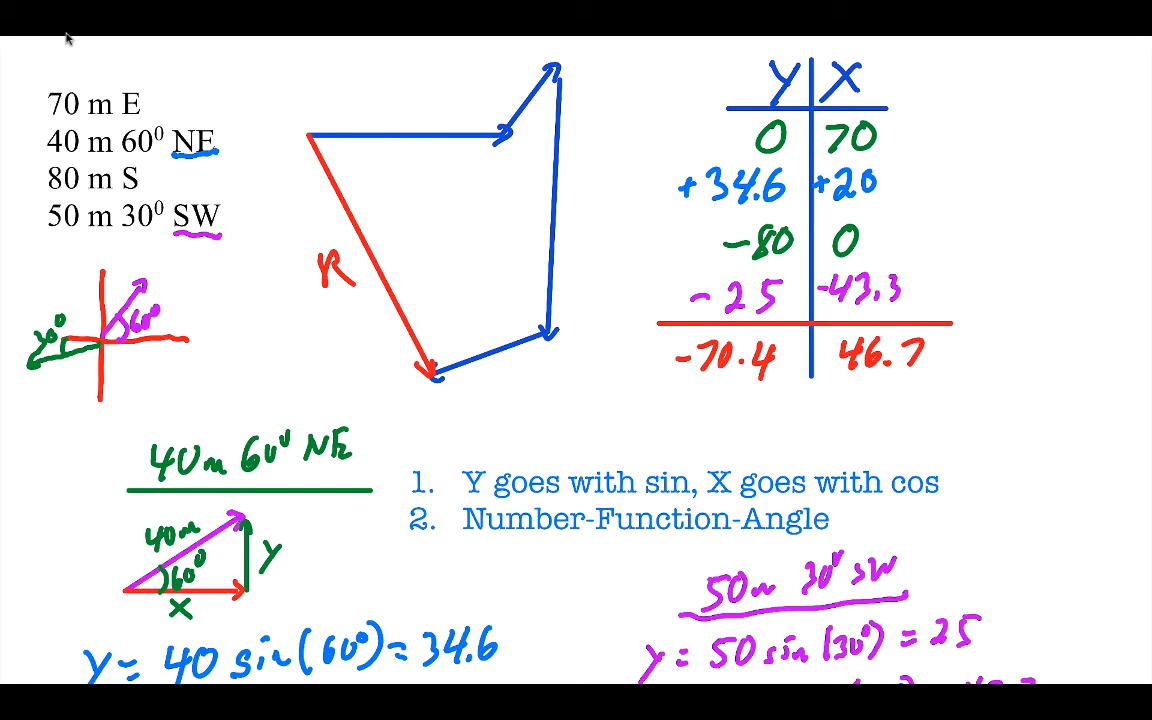 70 m E
40 m 60⁰ NE
80 m S
50 m 30⁰ SW
30⁰
60⁰
R
Y X
0 70
+34.6 +20
-80 0
-25 -43.3
-70.4 46.7
40m 60⁰ NE
40m
60⁰
Y
X
Y = 40 sin(60⁰) = 34.6
1. Y goes with sin, X goes with cos
2. Number-Function-Angle
50m 30⁰ SW
Y = 50 sin(30⁰) = 25